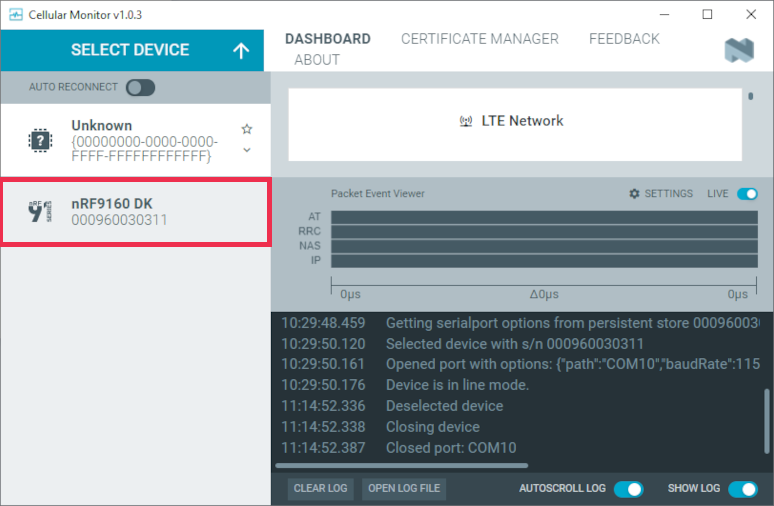 Cellular Monitor v1.0.3
SELECT DEVICE
DASHBOARD CERTIFICATE MANAGER FEEDBACK
ABOUT
AUTO RECONNECT
?
Unknown
{00000000-0000-0000-
FFFF-FFFFFFFFFFFF}
nRF
91
SERIES
nRF9160 DK
000960030311
LTE Network
Packet Event Viewer SETTINGS LIVE
AT
RRC
NAS
IP
0μs Δ0μs 0μs
10:29:48.459 Getting serialport options from persistent store 000960030
10:29:50.120 Selected device with s/n 000960030311
10:29:50.161 Opened port with options: {"path":"COM10","baudRate":115
10:29:50.176 Device is in line mode.
11:14:52.336 Deselected device
11:14:52.338 Closing device
11:14:52.387 Closed port: COM10
CLEAR LOG OPEN LOG FILE AUTOSCROLL LOG SHOW LOG